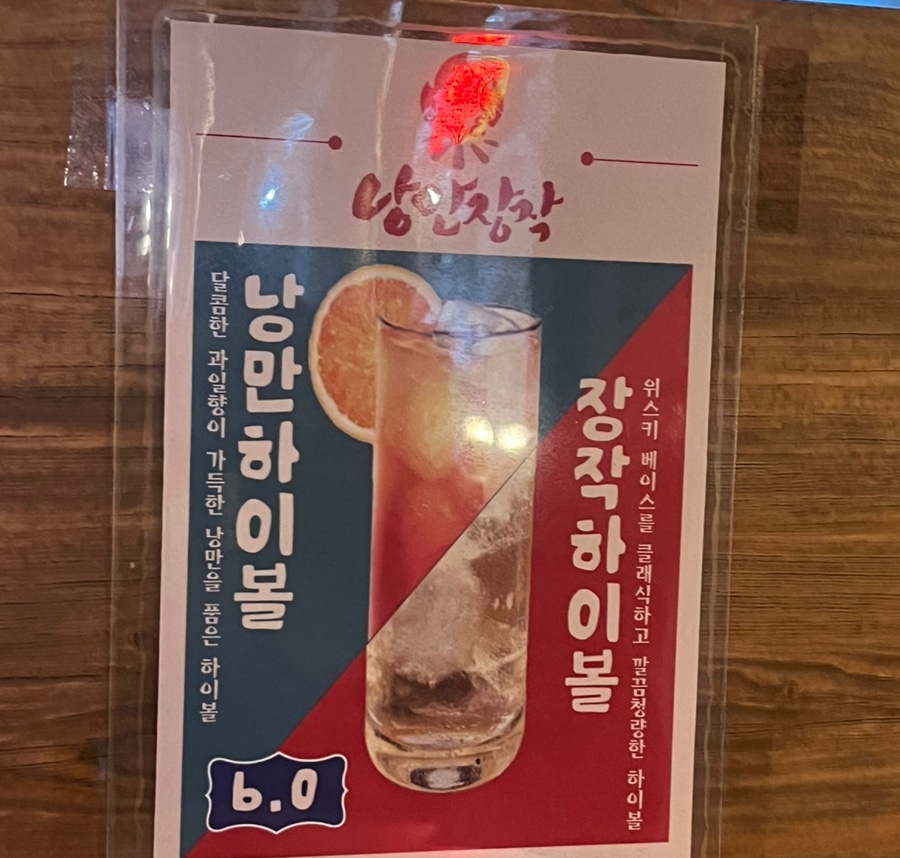 낭만장작
낭만하이볼
달콤한 과일향이 가득한 낭만을 품은 하이볼
장작하이볼
위스키 베이스를 클래식하고 깔끔청량한 하이볼
6.0